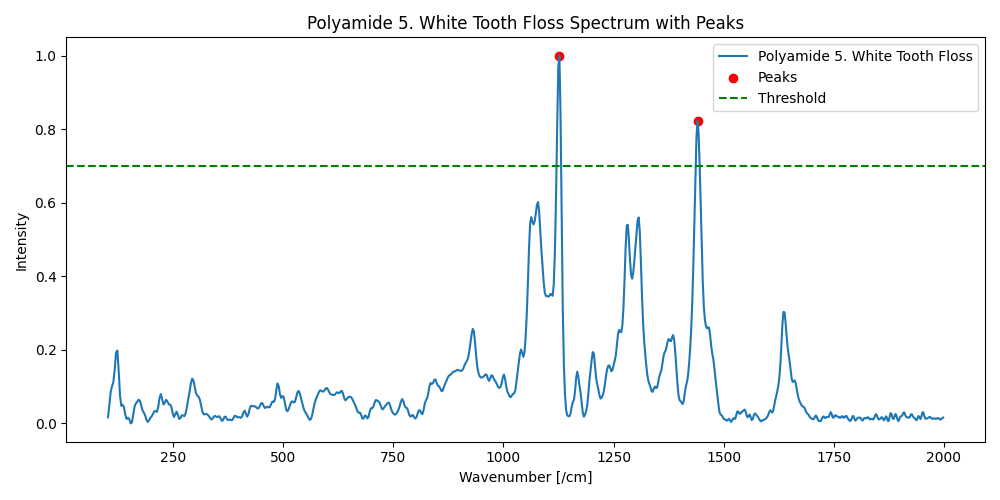 Polyamide 5. White Tooth Floss Spectrum with Peaks
Polyamide 5. White Tooth Floss
Peaks
Threshold
1.0
0.8
0.6
0.4
0.2
0.0
Intensity
250
500
750
1000
1250
1500
1750
2000
Wavenumber [/cm]